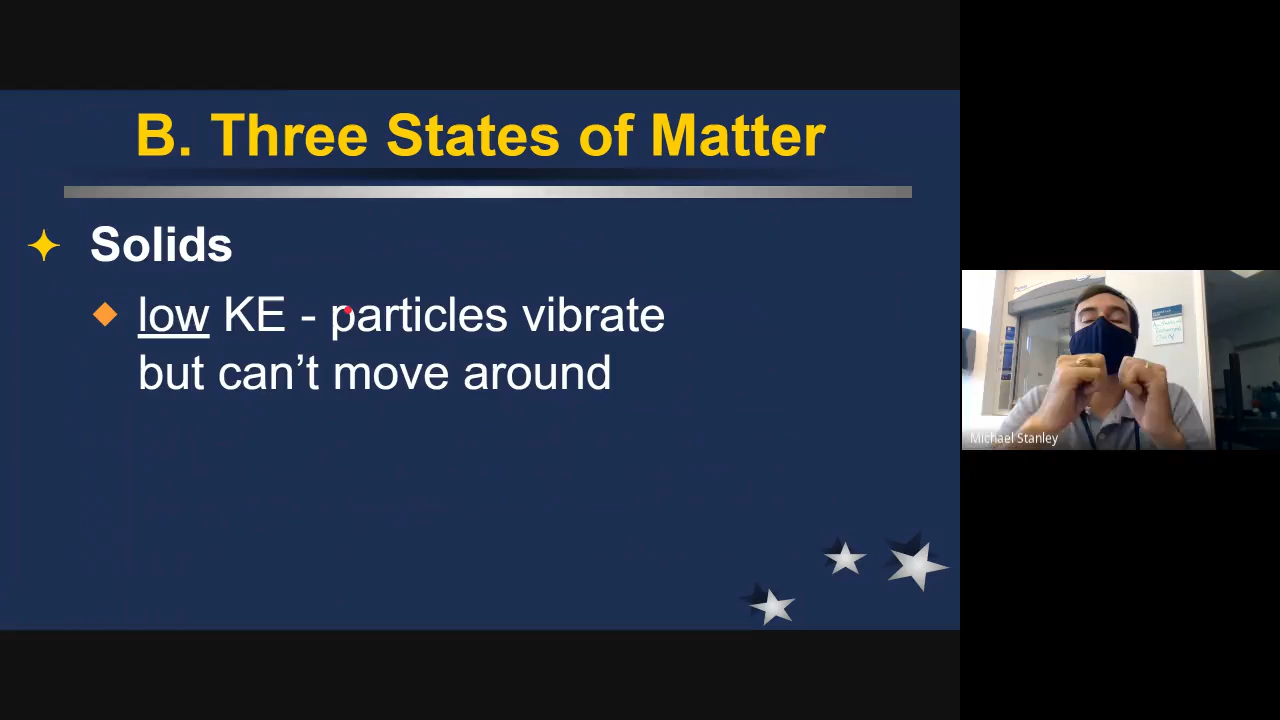 B. Three States of Matter
Solids
low KE - particles vibrate
but can’t move around
Michael Stanley